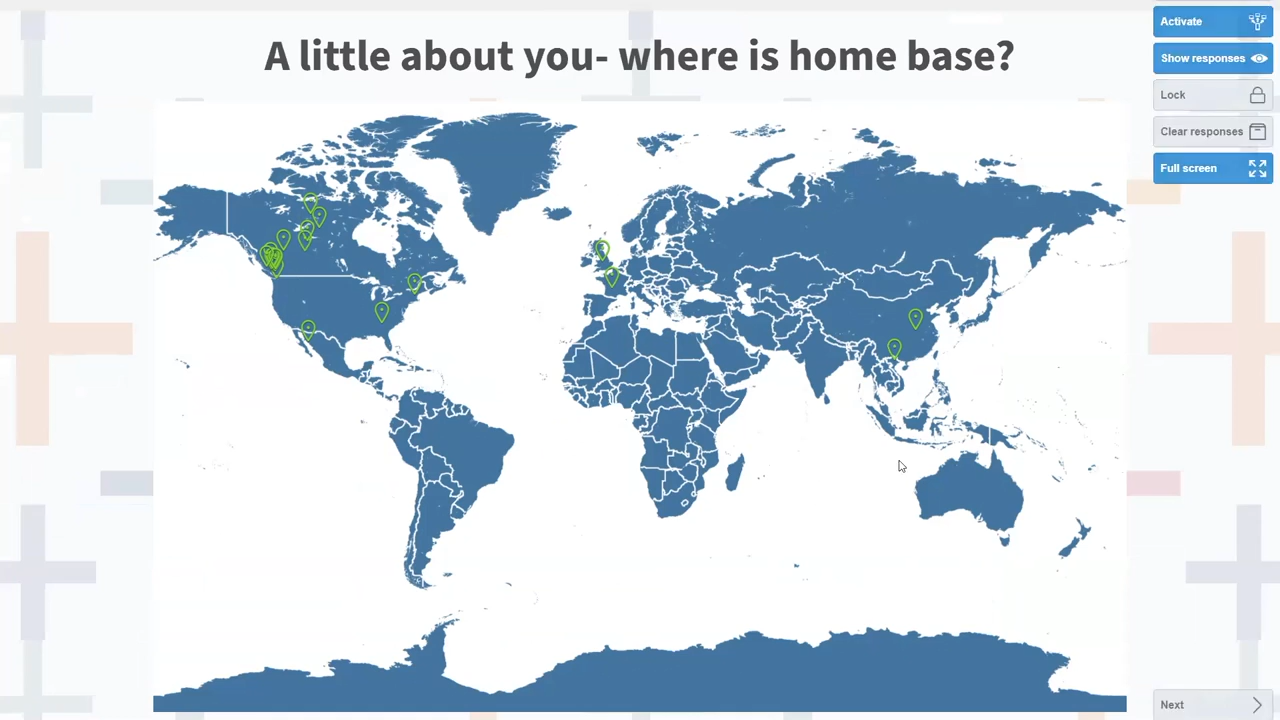 A little about you- where is home base?
Activate
Show responses
Lock
Clear responses
Full screen
Next